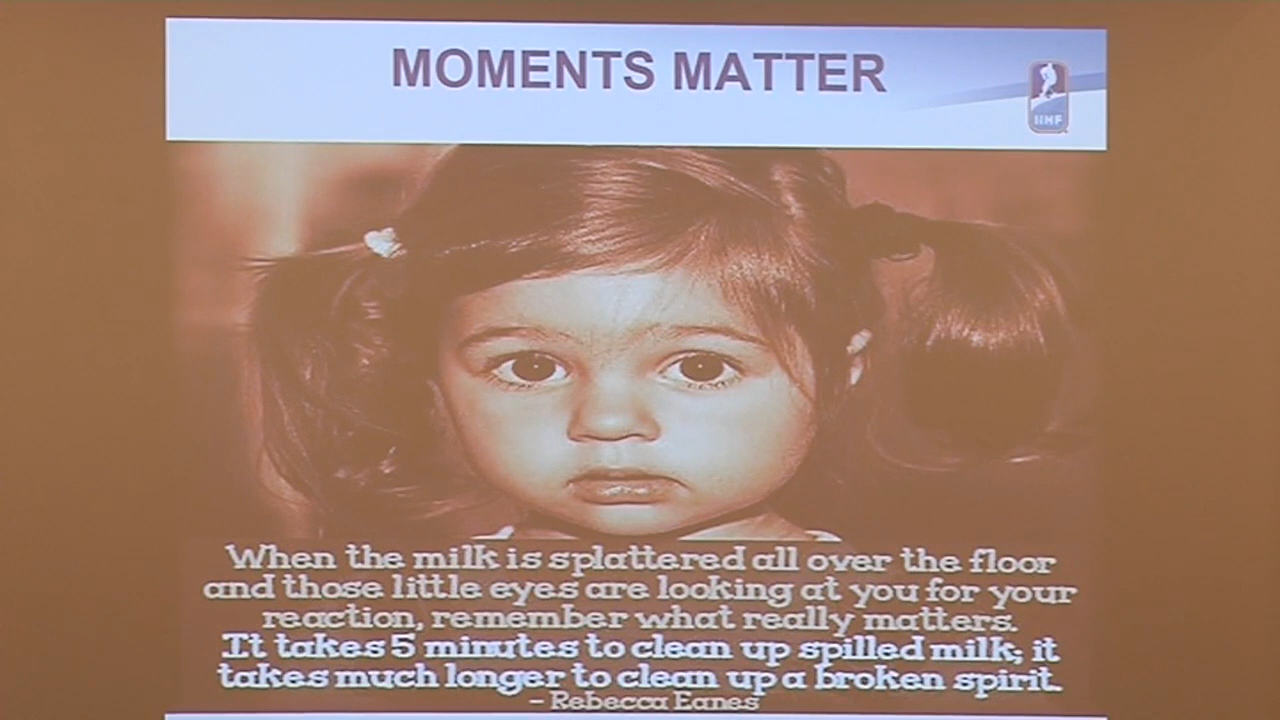 MOMENTS MATTER
IIHF
When the milk is splattered all over the floor
and those little eyes are looking at you for your
reaction, remember what really matters.
It takes 5 minutes to clean up spilled milk; it
takes much longer to clean up a broken spirit.
- Rebecca Eanes